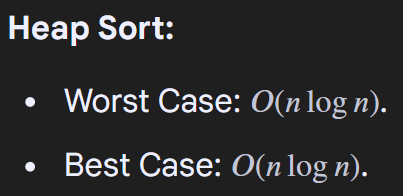 Heap Sort:
• Worst Case: O(n log n).
• Best Case: O(n log n).